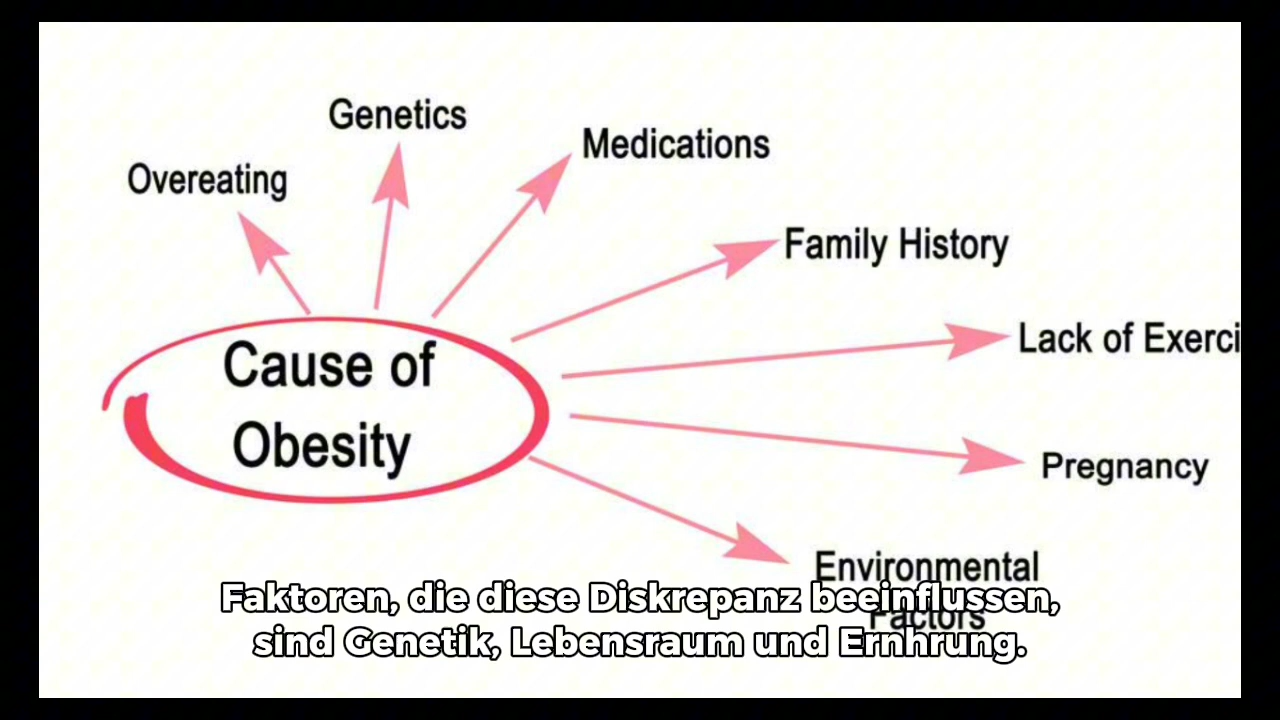 Genetics
Medications
Overeating
Family History
Lack of Exerci
Cause of
Obesity
Pregnancy
Environmental
Factors
Faktoren, die diese Diskrepanz beeinflussen,
sind Genetik, Lebensraum und Ernhrung.